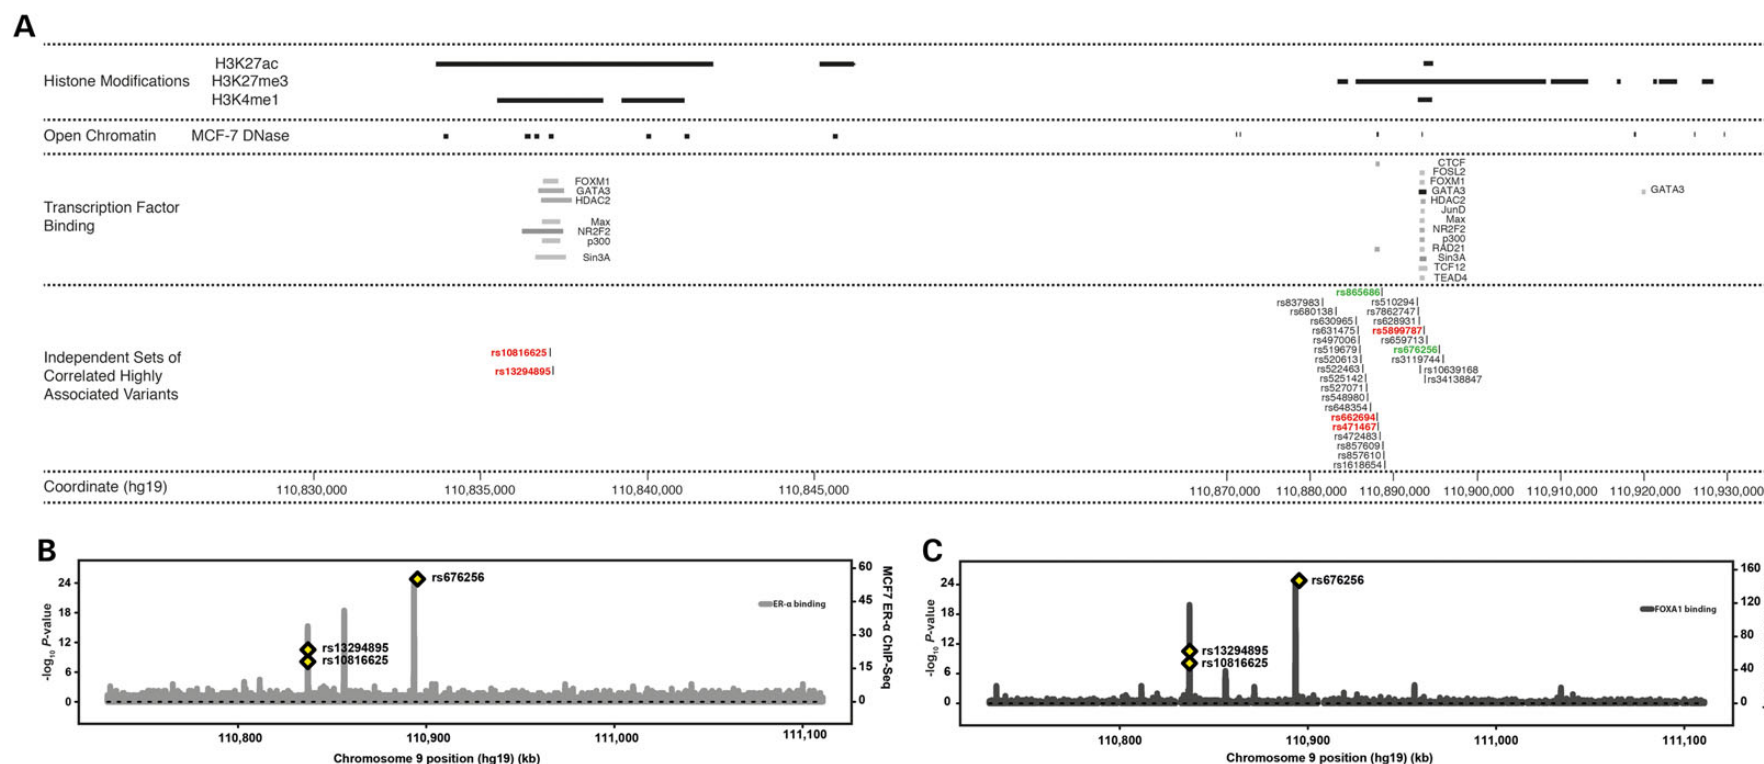 A
H3K27ac
Histone Modifications H3K27me3
H3K4me1
Open Chromatin MCF-7 DNase
Transcription Factor
Binding
FOXM1
GATA3
HDAC2
Max
NR2F2
p300
Sin3A
CTCF
FOSL2
FOXM1
GATA3
HDAC2
JunD
Max
NR2F2
p300
RAD21
Sin3A
TCF12
TEAD4
GATA3
Independent Sets of
Correlated Highly
Associated Variants
rs10816625
rs13294895
rs865686
rs837983
rs680138
rs630965
rs631475
rs497006
rs519679
rs520613
rs522463
rs525142
rs527071
rs548980
rs648354
rs662694
rs471467
rs472483
rs857609
rs857610
rs1618654
rs510294
rs7862747
rs628931
rs5899787
rs659713
rs676256
rs3119744
rs10639168
rs34138847
Coordinate (hg19) 110,830,000 110,835,000 110,840,000 110,845,000 110,870,000 110,880,000 110,890,000 110,900,000 110,910,000 110,920,000 110,930,000
B
-log10 P-value
24
18
12
6
0
rs676256
rs13294895
rs10816625
ER-α binding
60
45
30
15
0
MCF7 ER-α ChIP-Seq
110,800 110,900 111,000 111,100
Chromosome 9 position (hg19) (kb)
C
-log10 P-value
24
18
12
6
0
rs676256
rs13294895
rs10816625
FOXA1 binding
160
120
80
40
0
110,800 110,900 111,000 111,100
Chromosome 9 position (hg19) (kb)